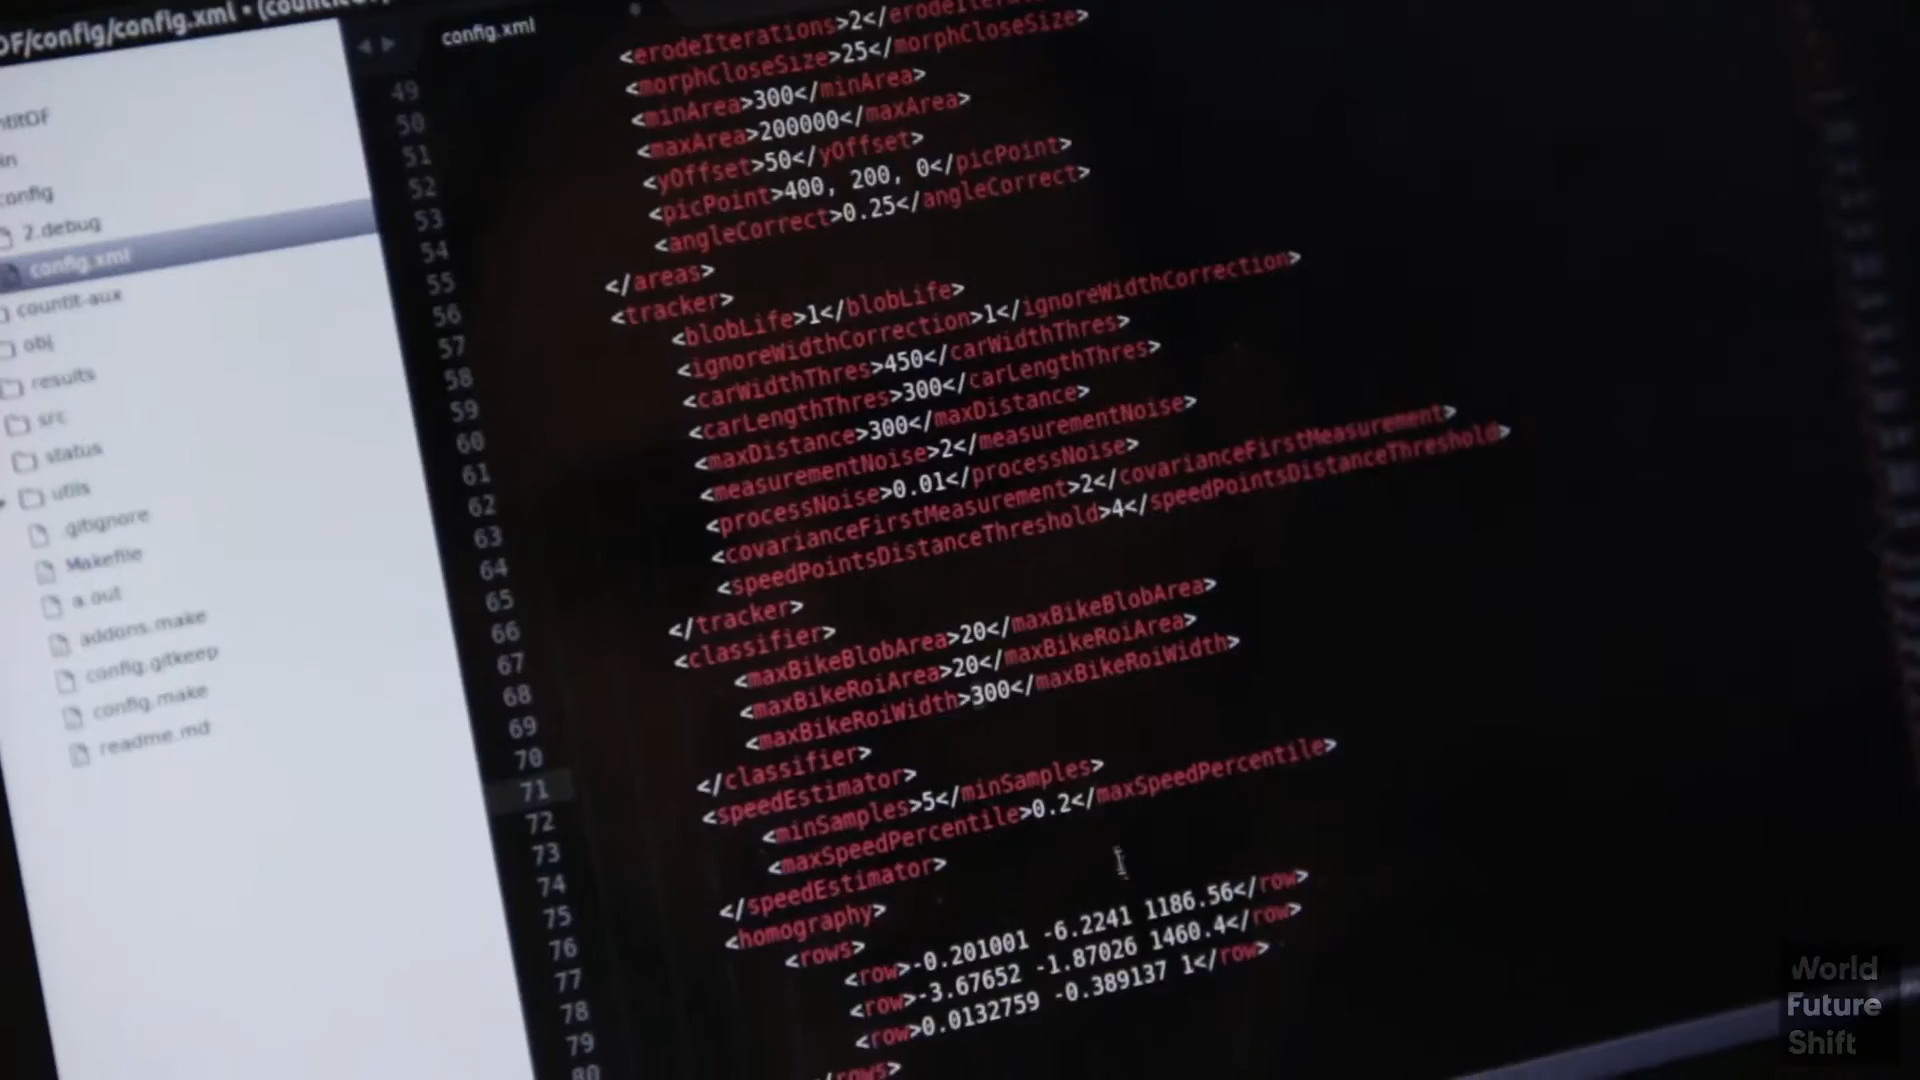 DF/config/config.xml •
config.xml
config
2.debug
config.xml
countit-aux
obj
results
src
status
utils
.gitignore
Makefile
a.out
addons.make
config.gitkeep
config.make
readme.md
49
50
51
52
53
54
55
56
57
58
59
60
61
62
63
64
65
66
67
68
69
70
71
72
73
74
75
76
77
78
79
80
<erodeIterations>2</erodeIterat
<morphCloseSize>25</morphCloseSize>
<minArea>300</minArea>
<maxArea>200000</maxArea>
<yOffset>50</yOffset>
<picPoint>400, 200, 0</picPoint>
<angleCorrect>0.25</angleCorrect>
</areas>
<tracker>
<blobLife>1</blobLife>
<ignoreWidthCorrection>1</ignoreWidthCorrection>
<carWidthThres>450</carWidthThres>
<carLengthThres>300</carLengthThres>
<maxDistance>300</maxDistance>
<measurementNoise>2</measurementNoise>
<processNoise>0.01</processNoise>
<covarianceFirstMeasurement>2</covarianceFirstMeasurement>
<speedPointsDistanceThreshold>4</speedPointsDistanceThreshold>
</tracker>
<classifier>
<maxBikeBlobArea>20</maxBikeBlobArea>
<maxBikeRoiArea>20</maxBikeRoiArea>
<maxBikeRoiWidth>300</maxBikeRoiWidth>
</classifier>
<speedEstimator>
<minSamples>5</minSamples>
<maxSpeedPercentile>0.2</maxSpeedPercentile>
</speedEstimator>
<homography>
<rows>
<row>-0.201001 -6.2241 1186.56</row>
<row>-3.67652 -1.87026 1460.4</row>
<row>0.0132759 -0.389137 1</row>
</rows>
World
Future
Shift